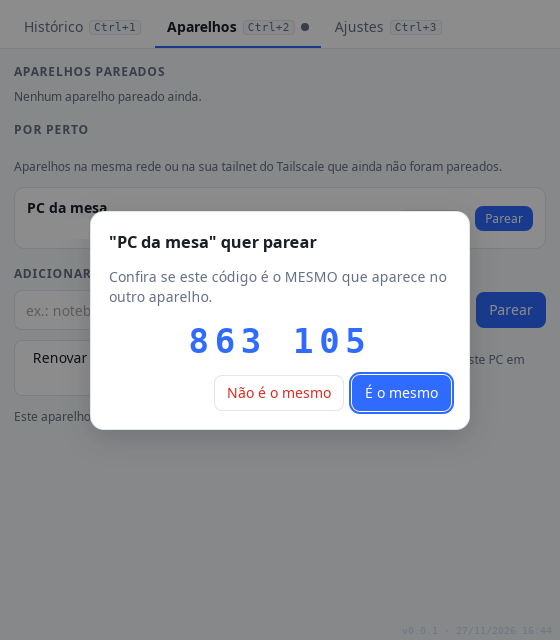 Histórico Ctrl+1 Aparelhos Ctrl+2 Ajustes Ctrl+3
APARELHOS PAREADOS
Nenhum aparelho pareado ainda.
POR PERTO
Aparelhos na mesma rede ou na sua tailnet do Tailscale que ainda não foram pareados.
PC da mesa
Parear
"PC da mesa" quer parear
Confira se este código é o MESMO que aparece no
outro aparelho.
863 105
Não é o mesmo É o mesmo
ADICIONAR
ex.: noteb
Parear
Renovar
ste PC em
Este aparelho
v0.6.1 · 27/11/2026 16:44